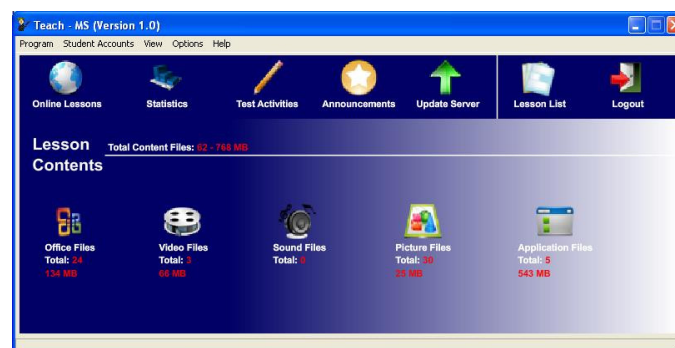 Teach - MS (Version 1.0)
Program Student Accounts View Options Help
Online Lessons Statistics Test Activities Announcements Update Server Lesson List Logout
Lesson Contents
Total Content Files: 62 - 768 MB
Office Files
Total: 24
134 MB
Video Files
Total: 3
66 MB
Sound Files
Total: 0
Picture Files
Total: 30
25 MB
Application Files
Total: 5
543 MB